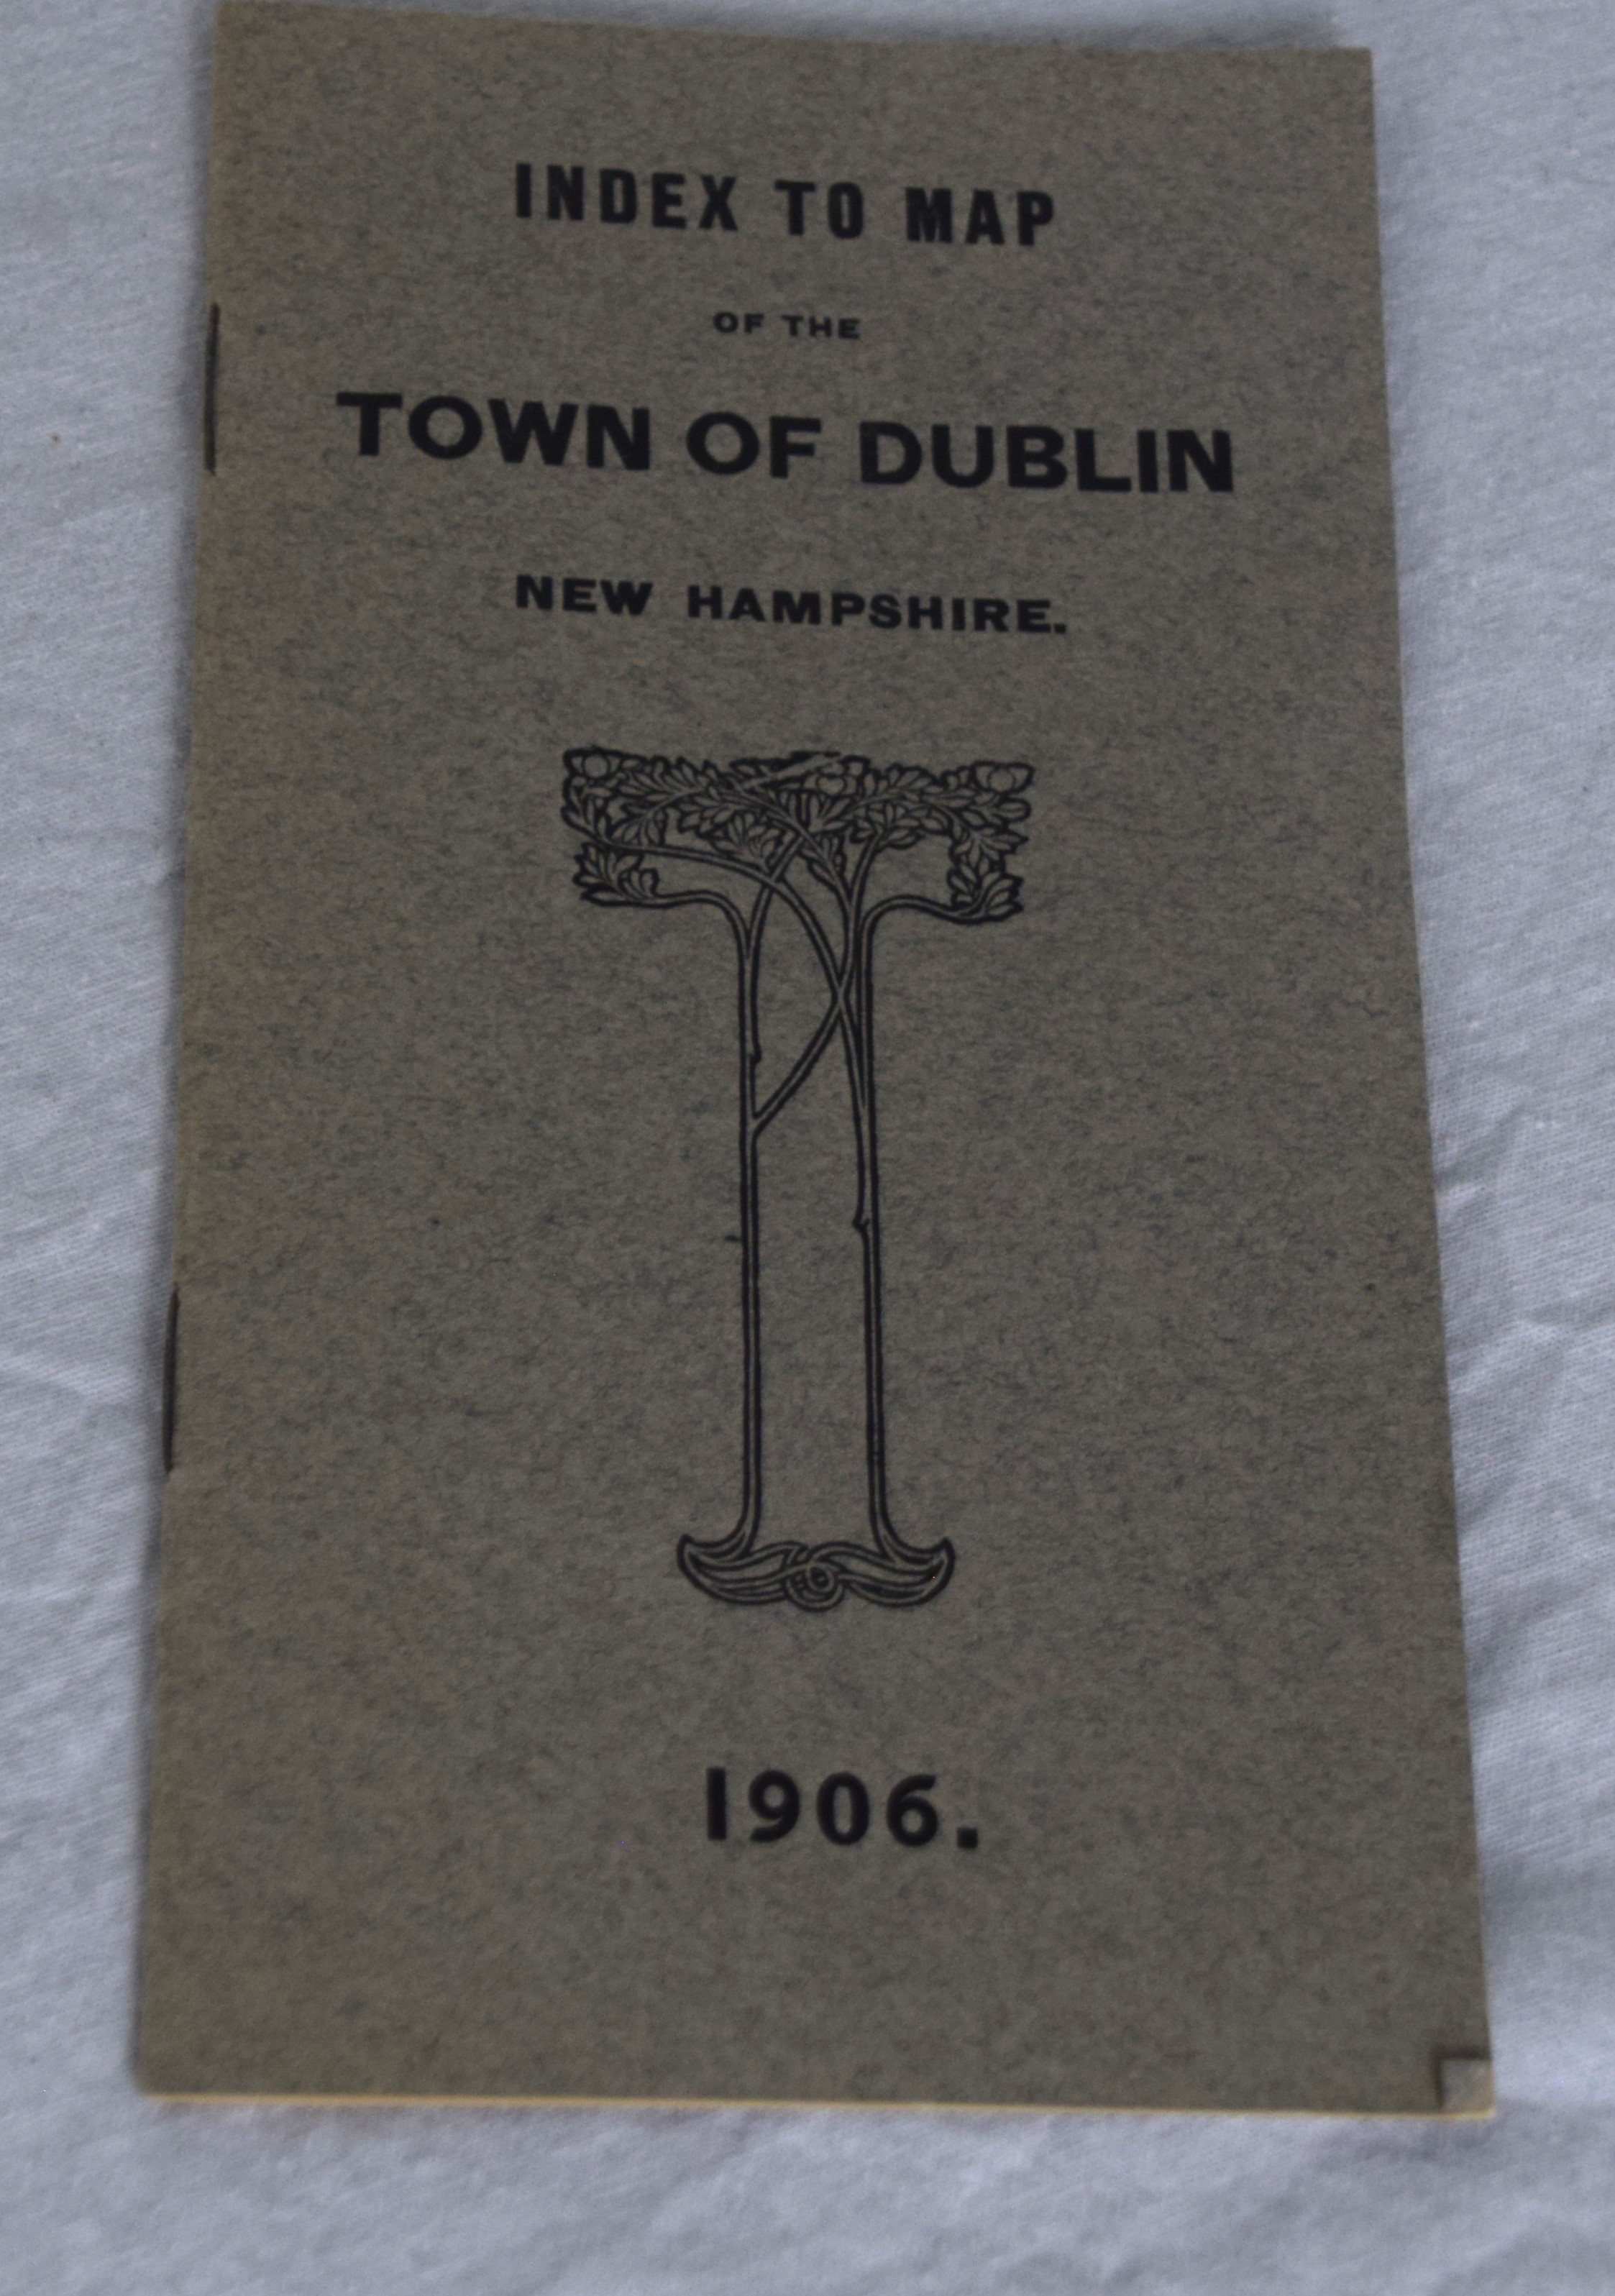 INDEX TO MAP
OF THE
TOWN OF DUBLIN
NEW HAMPSHIRE.
1906.